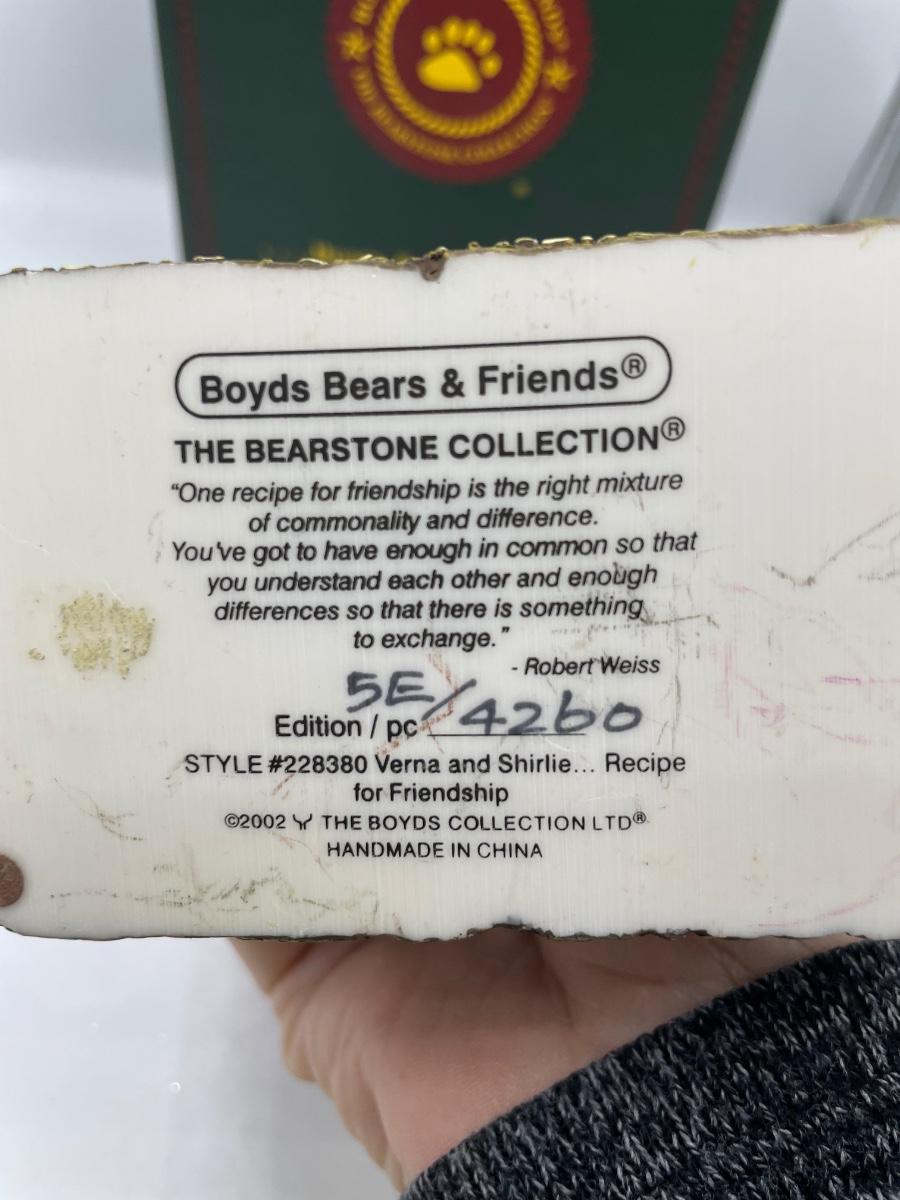 THE BEARSTONE COLLECTION
Boyds Bears & Friends®
THE BEARSTONE COLLECTION®
“One recipe for friendship is the right mixture
of commonality and difference.
You've got to have enough in common so that
you understand each other and enough
differences so that there is something
to exchange.”
- Robert Weiss
Edition / pc 5E/4260
STYLE #228380 Verna and Shirlie... Recipe
for Friendship
©2002 THE BOYDS COLLECTION LTD®
HANDMADE IN CHINA